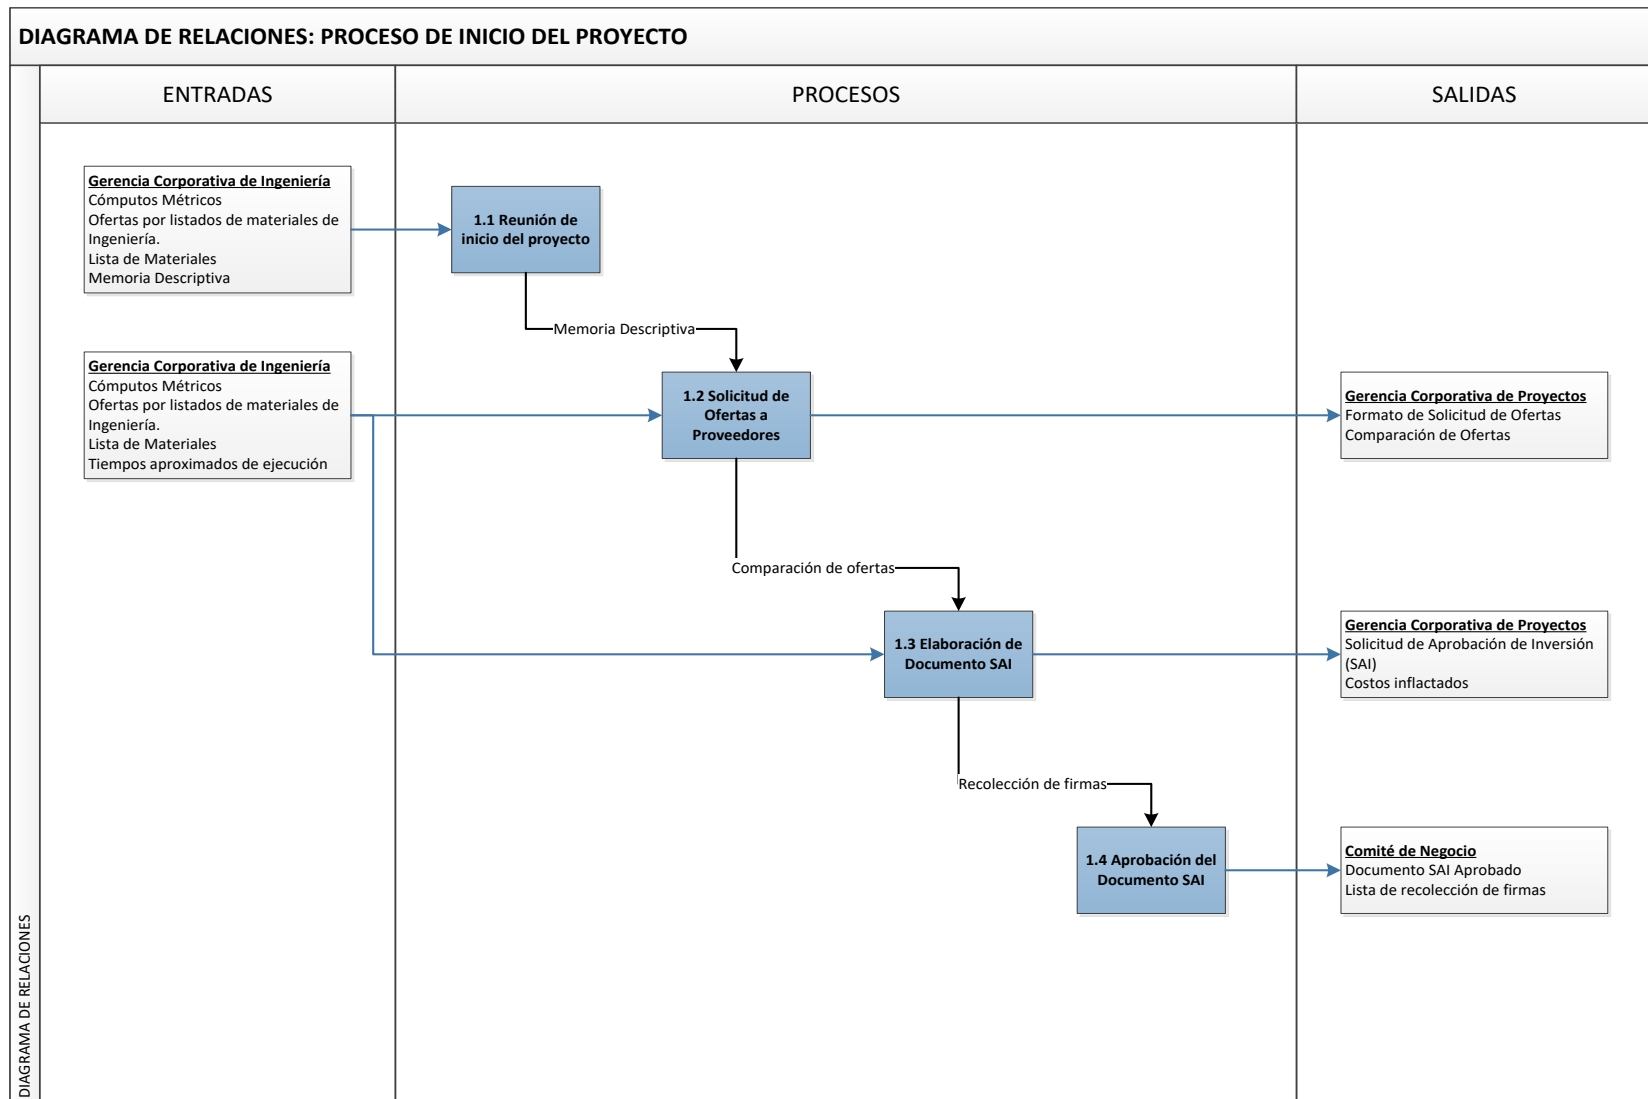 DIAGRAMA DE RELACIONES: PROCESO DE INICIO DEL PROYECTO
ENTRADAS
PROCESOS
SALIDAS
Gerencia Corporativa de Ingeniería
Cómputos Métricos
Ofertas por listados de materiales de
Ingeniería.
Lista de Materiales
Memoria Descriptiva
1.1 Reunión de
inicio del proyecto
Memoria Descriptiva
Gerencia Corporativa de Ingeniería
Cómputos Métricos
Ofertas por listados de materiales de
Ingeniería.
Lista de Materiales
Tiempos aproximados de ejecución
1.2 Solicitud de
Ofertas a
Proveedores
Gerencia Corporativa de Proyectos
Formato de Solicitud de Ofertas
Comparación de Ofertas
Comparación de ofertas
1.3 Elaboración de
Documento SAI
Gerencia Corporativa de Proyectos
Solicitud de Aprobación de Inversión
(SAI)
Costos inflactados
Recolección de firmas
1.4 Aprobación del
Documento SAI
Comité de Negocio
Documento SAI Aprobado
Lista de recolección de firmas
DIAGRAMA DE RELACIONES